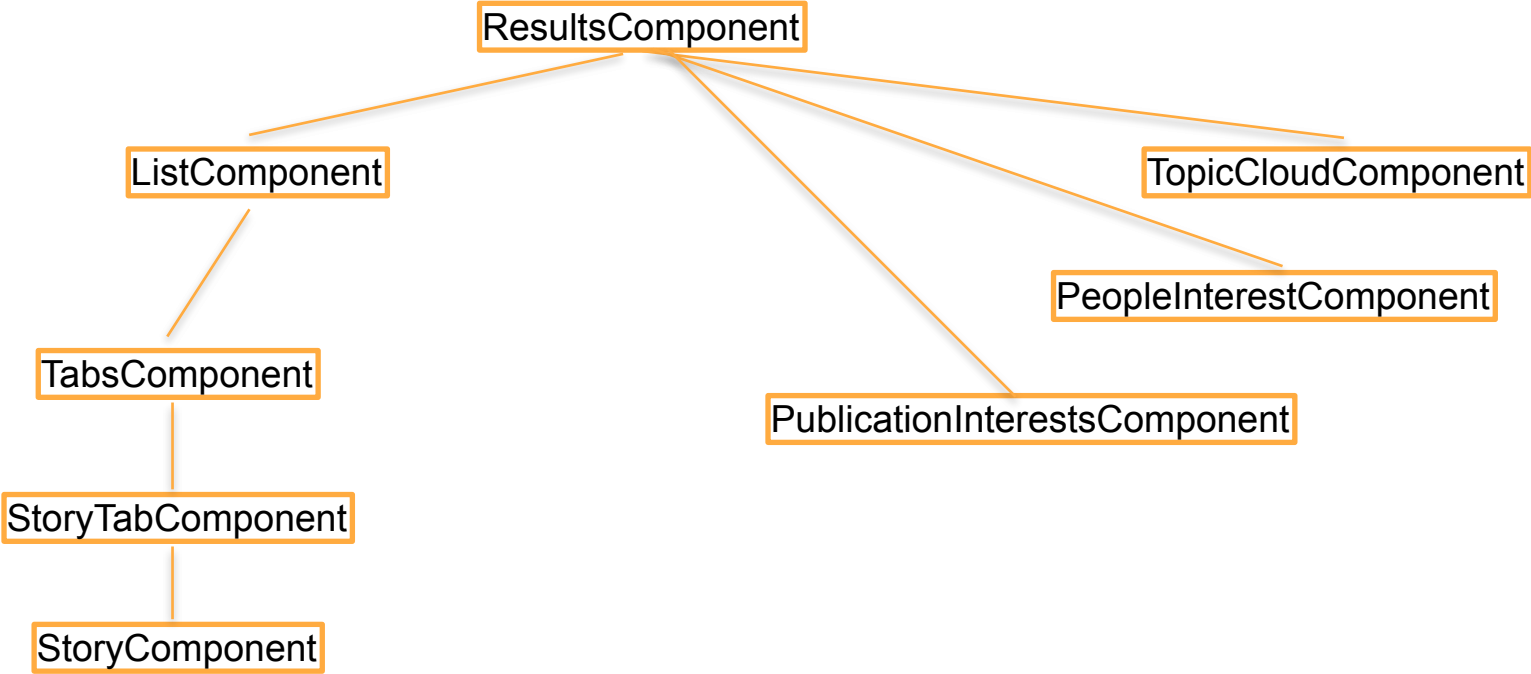 ResultsComponent
ListComponent
TopicCloudComponent
PeopleInterestComponent
TabsComponent
PublicationInterestsComponent
StoryTabComponent
StoryComponent